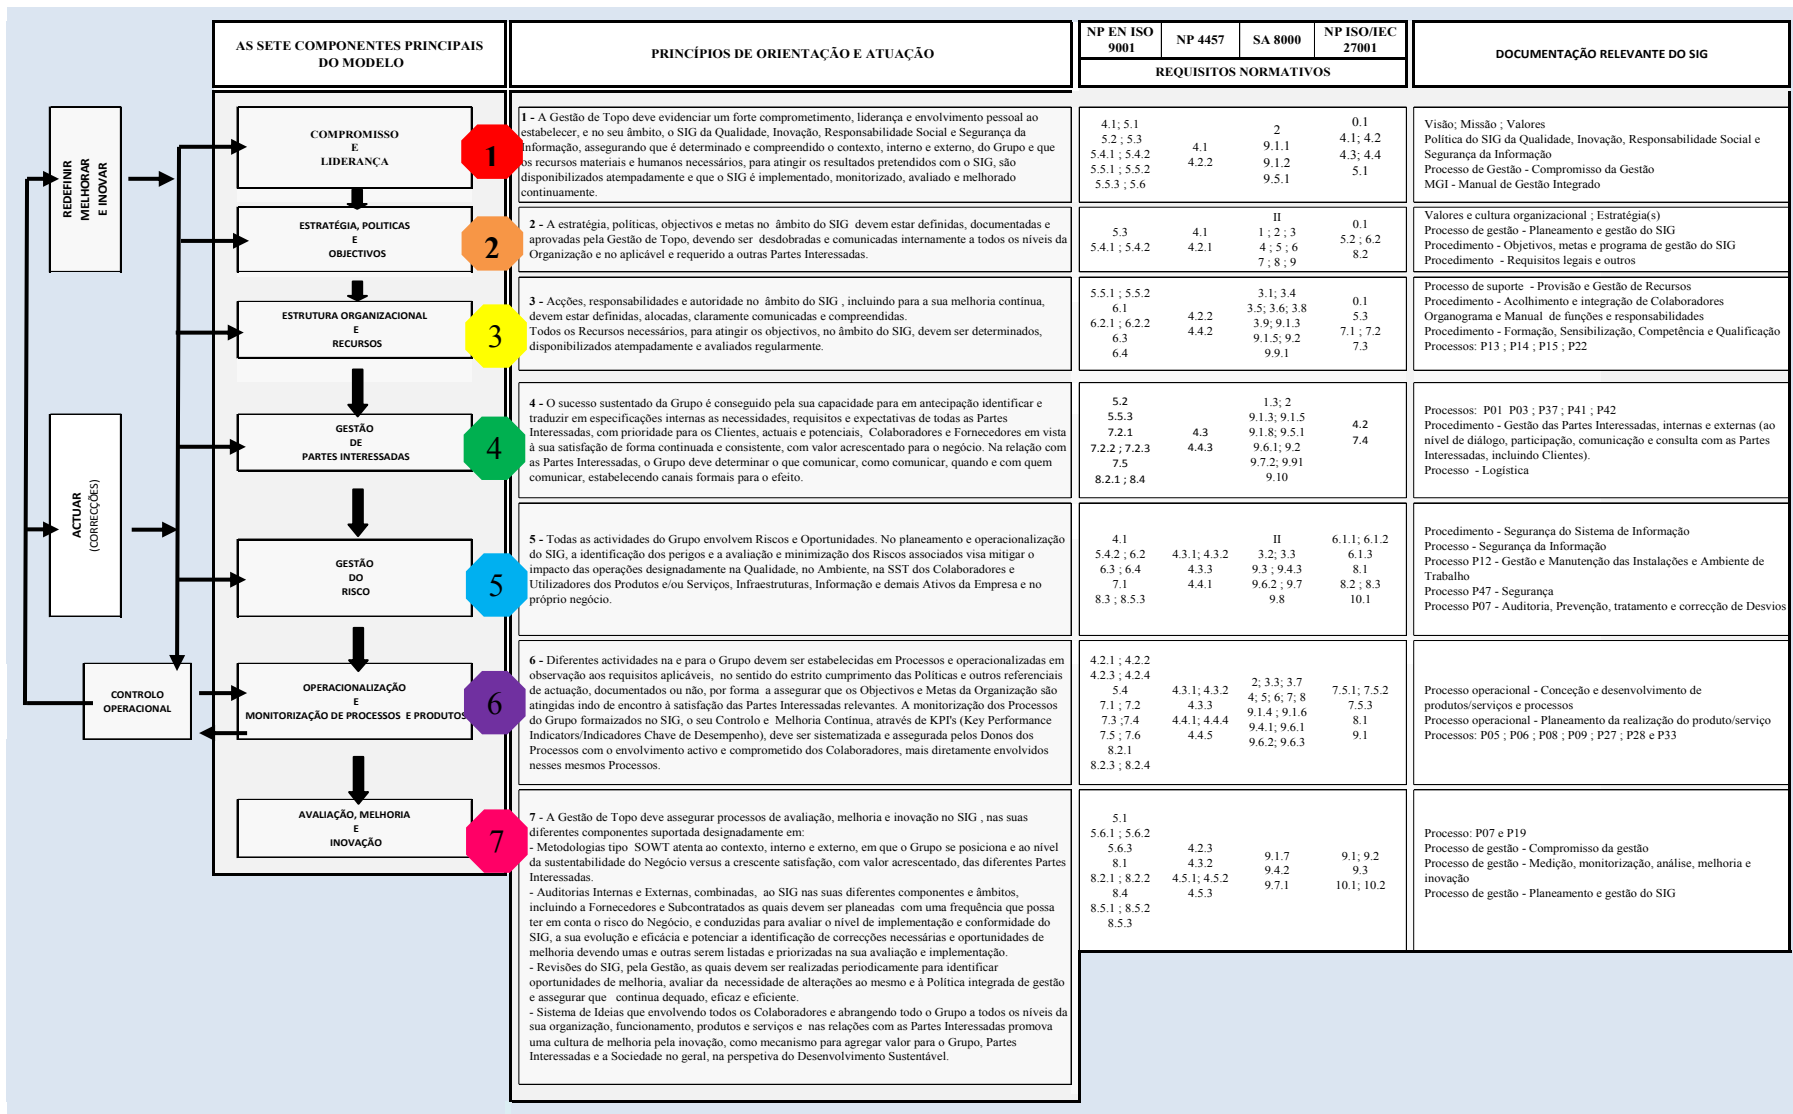 AS SETE COMPONENTES PRINCIPAIS
DO MODELO
PRINCÍPIOS DE ORIENTAÇÃO E ATUAÇÃO
NP EN ISO
9001
NP 4457
SA 8000
NP ISO/IEC
27001
REQUISITOS NORMATIVOS
DOCUMENTAÇÃO RELEVANTE DO SIG
REDEFINIR
MELHORAR
E INOVAR
ACTUAR
(CORRECÇÕES)
CONTROLO
OPERACIONAL
COMPROMISSO
E
LIDERANÇA
1
1 - A Gestão de Topo deve evidenciar um forte comprometimento, liderança e envolvimento pessoal ao
estabelecer, e no seu âmbito, o SIG da Qualidade, Inovação, Responsabilidade Social e Segurança da
Informação, assegurando que é determinado e compreendido o contexto, interno e externo, do Grupo e que
os recursos materiais e humanos necessários, para atingir os resultados pretendidos com o SIG, são
disponibilizados atempadamente e que o SIG é implementado, monitorizado, avaliado e melhorado
continuamente.
4.1; 5.1
5.2 ; 5.3
5.4.1 ; 5.4.2
5.5.1 ; 5.5.2
5.5.3 ; 5.6
4.1
4.2.2
2
9.1.1
9.1.2
9.5.1
0.1
4.1; 4.2
4.3; 4.4
5.1
Visão; Missão ; Valores
Política do SIG da Qualidade, Inovação, Responsabilidade Social e
Segurança da Informação
Processo de Gestão - Compromisso da Gestão
MGI - Manual de Gestão Integrado
ESTRATÉGIA, POLITICAS
E
OBJECTIVOS
2
2 - A estratégia, políticas, objectivos e metas no âmbito do SIG devem estar definidas, documentadas e
aprovadas pela Gestão de Topo, devendo ser desdobradas e comunicadas internamente a todos os níveis da
Organização e no aplicável e requerido a outras Partes Interessadas.
5.3
5.4.1 ; 5.4.2
4.1
4.2.1
II
1 ; 2 ; 3
4 ; 5 ; 6
7 ; 8 ; 9
0.1
5.2 ; 6.2
8.2
Valores e cultura organizacional ; Estratégia(s)
Processo de gestão - Planeamento e gestão do SIG
Procedimento - Objetivos, metas e programa de gestão do SIG
Procedimento - Requisitos legais e outros
ESTRUTURA ORGANIZACIONAL
E
RECURSOS
3
3 - Acções, responsabilidades e autoridade no âmbito do SIG , incluindo para a sua melhoria contínua,
devem estar definidas, alocadas, claramente comunicadas e compreendidas.
Todos os Recursos necessários, para atingir os objectivos, no âmbito do SIG, devem ser determinados,
disponibilizados atempadamente e avaliados regularmente.
5.5.1 ; 5.5.2
6.1
6.2.1 ; 6.2.2
6.3
6.4
4.2.2
4.4.2
3.1; 3.4
3.5; 3.6; 3.8
3.9; 9.1.3
9.1.5; 9.2
9.9.1
0.1
5.3
7.1 ; 7.2
7.3
Processo de suporte - Provisão e Gestão de Recursos
Procedimento - Acolhimento e integração de Colaboradores
Organograma e Manual de funções e responsabilidades
Procedimento - Formação, Sensibilização, Competência e Qualificação
Processos: P13 ; P14 ; P15 ; P22
GESTÃO
DE
PARTES INTERESSADAS
4
4 - O sucesso sustentado da Grupo é conseguido pela sua capacidade para em antecipação identificar e
traduzir em especificações internas as necessidades, requisitos e expectativas de todas as Partes
Interessadas, com prioridade para os Clientes, actuais e potenciais, Colaboradores e Fornecedores em vista
à sua satisfação de forma continuada e consistente, com valor acrescentado para o negócio. Na relação com
as Partes Interessadas, o Grupo deve determinar o que comunicar, como comunicar, quando e com quem
comunicar, estabelecendo canais formais para o efeito.
5.2
5.5.3
7.2.1
7.2.2 ; 7.2.3
7.5
8.2.1 ; 8.4
4.3
4.4.3
1.3; 2
9.1.3; 9.1.5
9.1.8; 9.5.1
9.6.1; 9.2
9.7.2; 9.91
9.10
4.2
7.4
Processos: P01 P03 ; P37 ; P41 ; P42
Procedimento - Gestão das Partes Interessadas, internas e externas (ao
nível de diálogo, participação, comunicação e consulta com as Partes
Interessadas, incluindo Clientes).
Processo - Logística
GESTÃO
DO
RISCO
5
5 - Todas as actividades do Grupo envolvem Riscos e Oportunidades. No planeamento e operacionalização
do SIG, a identificação dos perigos e a avaliação e minimização dos Riscos associados visa mitigar o
impacto das operações designadamente na Qualidade, no Ambiente, na SST dos Colaboradores e
Utilizadores dos Produtos e/ou Serviços, Infraestruturas, Informação e demais Ativos da Empresa e no
próprio negócio.
4.1
5.4.2 ; 6.2
6.3 ; 6.4
7.1
8.3 ; 8.5.3
4.3.1; 4.3.2
4.3.3
4.4.1
II
3.2; 3.3
9.3 ; 9.4.3
9.6.2 ; 9.7
9.8
6.1.1; 6.1.2
6.1.3
8.1
8.2 ; 8.3
10.1
Procedimento - Segurança do Sistema de Informação
Processo - Segurança da Informação
Processo P12 - Gestão e Manutenção das Instalações e Ambiente de
Trabalho
Processo P47 - Segurança
Processo P07 - Auditoria, Prevenção, tratamento e correcção de Desvios
OPERACIONALIZAÇÃO
E
MONITORIZAÇÃO DE PROCESSOS E PRODUTOS
6
6 - Diferentes actividades na e para o Grupo devem ser estabelecidas em Processos e operacionalizadas em
observação aos requisitos aplicáveis, no sentido do estrito cumprimento das Políticas e outros referenciais
de actuação, documentados ou não, por forma a assegurar que os Objectivos e Metas da Organização são
atingidas indo de encontro à satisfação das Partes Interessadas relevantes. A monitorização dos Processos
do Grupo formaizados no SIG, o seu Controlo e Melhoria Contínua, através de KPI's (Key Performance
Indicators/Indicadores Chave de Desempenho), deve ser sistematizada e assegurada pelos Donos dos
Processos com o envolvimento activo e comprometido dos Colaboradores, mais diretamente envolvidos
nesses mesmos Processos.
4.2.1 ; 4.2.2
4.2.3 ; 4.2.4
5.4
7.1 ; 7.2
7.3 ;7.4
7.5 ; 7.6
8.2.1
8.2.3 ; 8.2.4
4.3.1; 4.3.2
4.3.3
4.4.1; 4.4.4
4.4.5
2; 3.3; 3.7
4; 5; 6; 7; 8
9.1.4 ; 9.1.6
9.4.1; 9.6.1
9.6.2; 9.6.3
7.5.1; 7.5.2
7.5.3
8.1
9.1
Processo operacional - Conceção e desenvolvimento de
produtos/serviços e processos
Processo operacional - Planeamento da realização do produto/serviço
Processos: P05 ; P06 ; P08 ; P09 ; P27 ; P28 e P33
AVALIAÇÃO, MELHORIA
E
INOVAÇÃO
7
7 - A Gestão de Topo deve assegurar processos de avaliação, melhoria e inovação no SIG , nas suas
diferentes componentes suportada designadamente em:
- Metodologias tipo SOWT atenta ao contexto, interno e externo, em que o Grupo se posiciona e ao nível
da sustentabilidade do Negócio versus a crescente satisfação, com valor acrescentado, das diferentes Partes
Interessadas.
- Auditorias Internas e Externas, combinadas, ao SIG nas suas diferentes componentes e âmbitos,
incluindo a Fornecedores e Subcontratados as quais devem ser planeadas com uma frequência que possa
ter em conta o risco do Negócio, e conduzidas para avaliar o nível de implementação e conformidade do
SIG, a sua evolução e eficácia e potenciar a identificação de correcções necessárias e oportunidades de
melhoria devendo umas e outras serem listadas e priorizadas na sua avaliação e implementação.
- Revisões do SIG, pela Gestão, as quais devem ser realizadas periodicamente para identificar
oportunidades de melhoria, avaliar da necessidade de alterações ao mesmo e à Política integrada de gestão
e assegurar que continua dequado, eficaz e eficiente.
- Sistema de Ideias que envolvendo todos os Colaboradores e abrangendo todo o Grupo a todos os níveis da
sua organização, funcionamento, produtos e serviços e nas relações com as Partes Interessadas promova
uma cultura de melhoria pela inovação, como mecanismo para agregar valor para o Grupo, Partes
Interessadas e a Sociedade no geral, na perspetiva do Desenvolvimento Sustentável.
5.1
5.6.1 ; 5.6.2
5.6.3
8.1
8.2.1 ; 8.2.2
8.4
8.5.1 ; 8.5.2
8.5.3
4.2.3
4.3.2
4.5.1; 4.5.2
4.5.3
9.1.7
9.4.2
9.7.1
9.1; 9.2
9.3
10.1; 10.2
Processo: P07 e P19
Processo de gestão - Compromisso da gestão
Processo de gestão - Medição, monitorização, análise, melhoria e
inovação
Processo de gestão - Planeamento e gestão do SIG